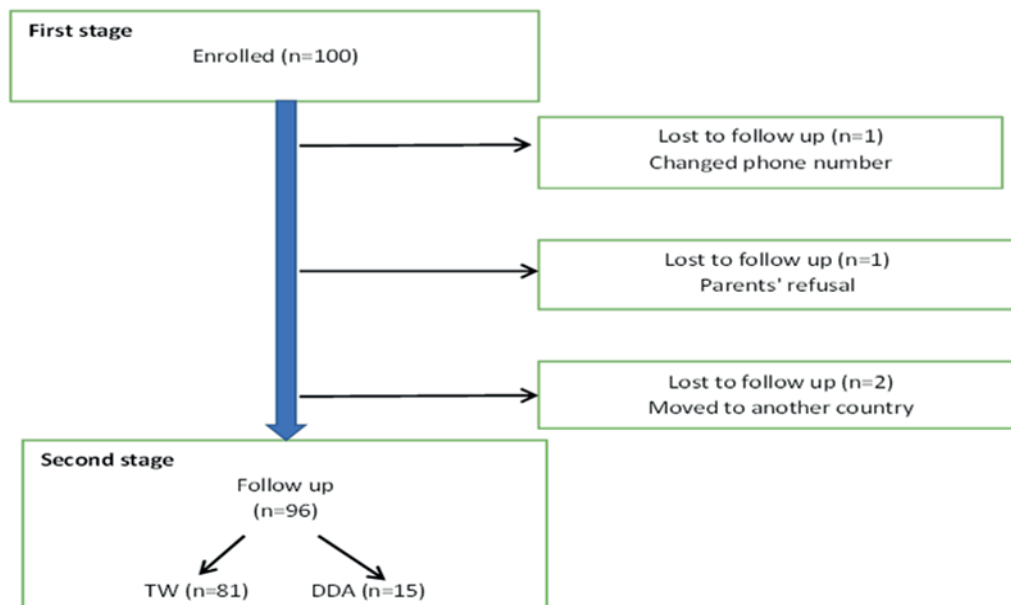 First stage
Enrolled (n=100)
Lost to follow up (n=1)
Changed phone number
Lost to follow up (n=1)
Parents' refusal
Lost to follow up (n=2)
Moved to another country
Second stage
Follow up
(n=96)
TW (n=81) DDA (n=15)